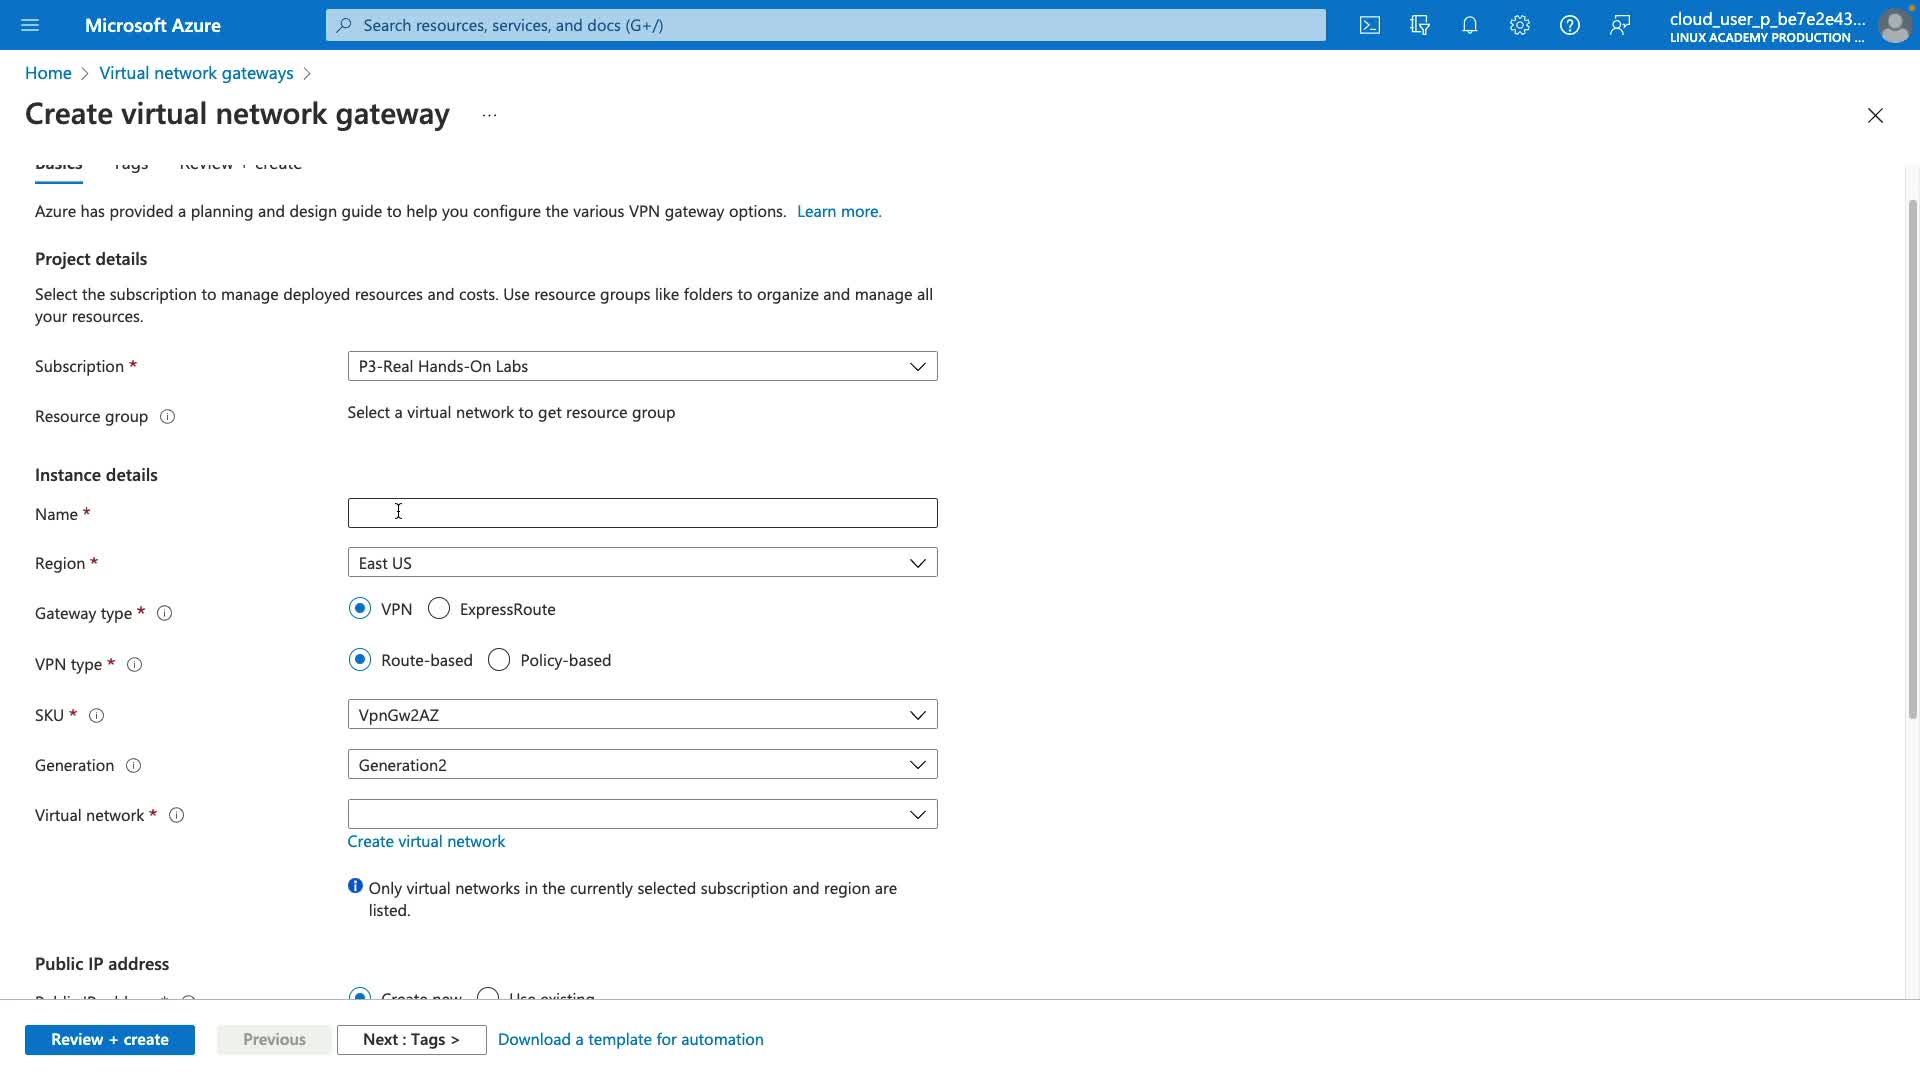 Microsoft Azure
Search resources, services, and docs (G+/)
cloud_user_p_be7e2e43...
LINUX ACADEMY PRODUCTION ...
Home > Virtual network gateways >
Create virtual network gateway ...
Basics Tags Review + create
Azure has provided a planning and design guide to help you configure the various VPN gateway options. Learn more.
Project details
Select the subscription to manage deployed resources and costs. Use resource groups like folders to organize and manage all
your resources.
Subscription * P3-Real Hands-On Labs
Resource group Select a virtual network to get resource group
Instance details
Name *
Region * East US
Gateway type * VPN ExpressRoute
VPN type * Route-based Policy-based
SKU * VpnGw2AZ
Generation Generation2
Virtual network *
Create virtual network
Only virtual networks in the currently selected subscription and region are
listed.
Public IP address
Public IP address * Create new Use existing
Review + create Previous Next : Tags > Download a template for automation